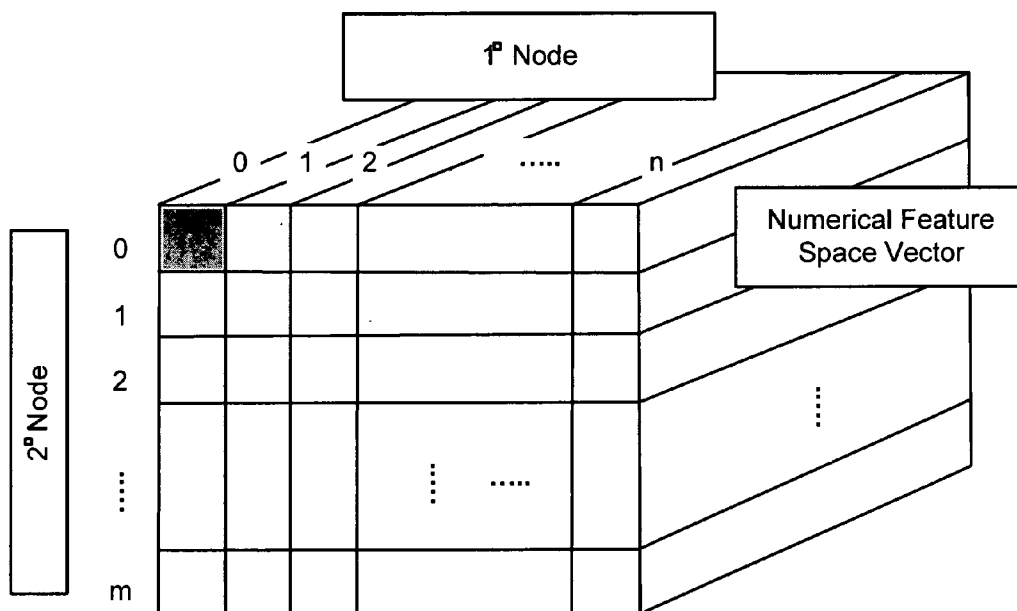 1° Node
0 1 2 ..... n
Numerical Feature
Space Vector
2° Node
0
1
2
.....
m
.....
.....
.....